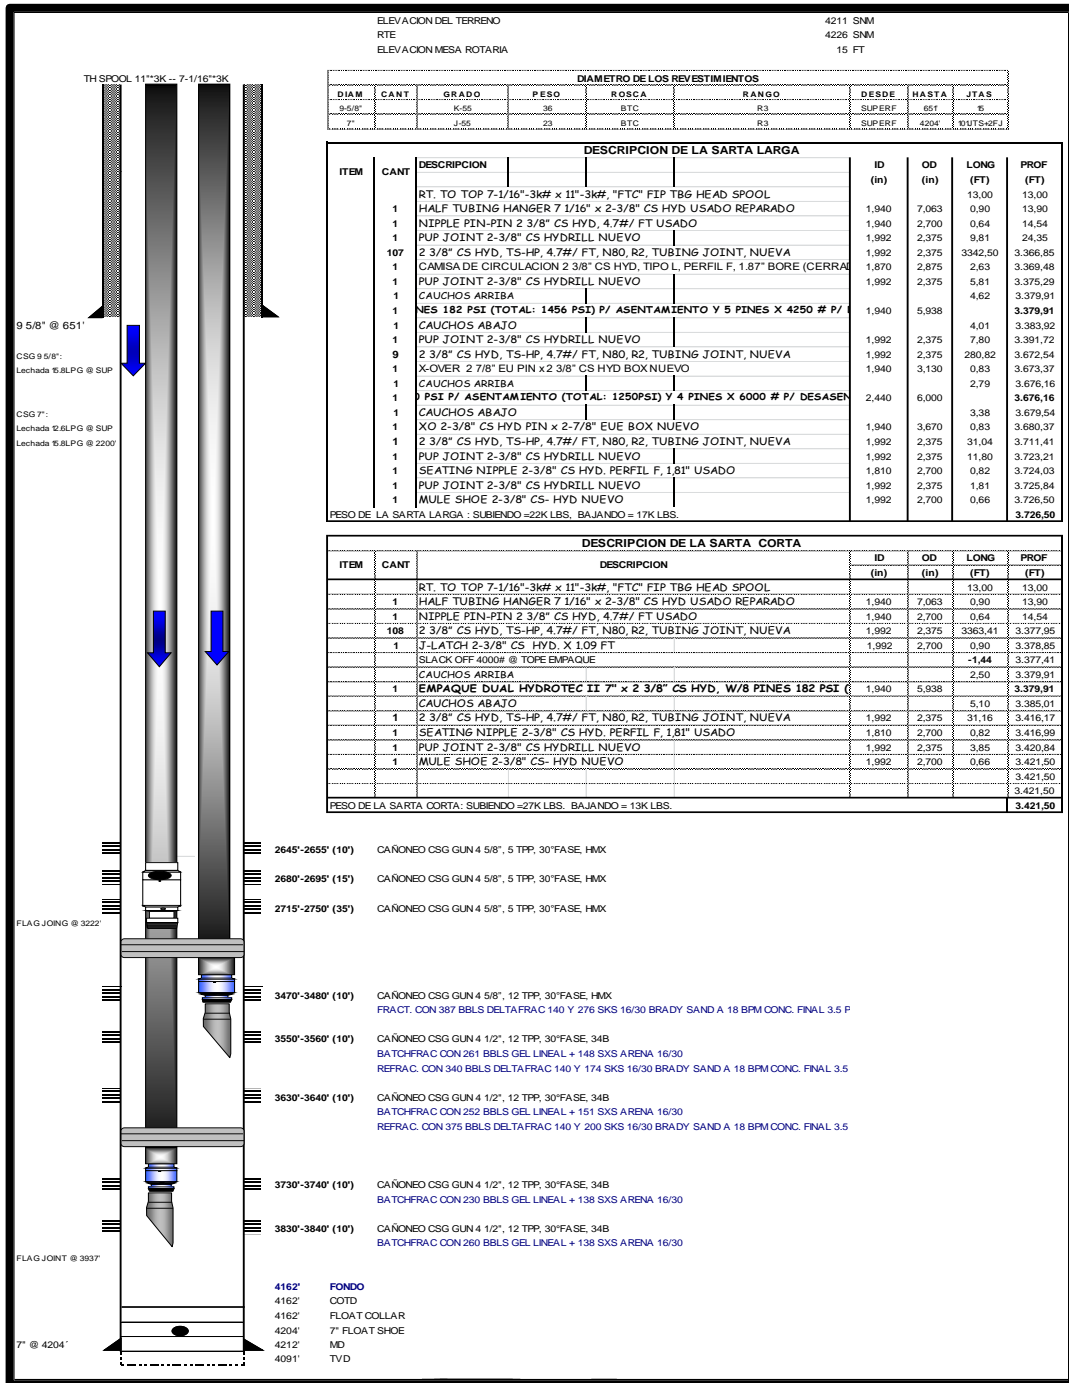 ELEVACION DEL TERRENO 4211 SNM
RTE 4226 SNM
ELEVACION MESA ROTARIA 15 FT
TH SPOOL 11"*3K -- 7-1/16"*3K
DIAMETRO DE LOS REVESTIMIENTOS
DIAM CANT GRADO PESO ROSCA RANGO DESDE HASTA JTAS
9-5/8" K-55 36 BTC R3 SUPERF 651' 15
7" J-55 23 BTC R3 SUPERF 4204' 101JTS+2FJ
DESCRIPCION DE LA SARTA LARGA
ITEM CANT DESCRIPCION ID (in) OD (in) LONG (FT) PROF (FT)
RT. TO TOP 7-1/16"-3k# x 11"-3k#, "FTC" FIP TBG HEAD SPOOL 13,00 13,00
1 HALF TUBING HANGER 7 1/16" x 2-3/8" CS HYD USADO REPARADO 1,940 7,063 0,90 13,90
1 NIPPLE PIN-PIN 2 3/8" CS HYD, 4.7#/ FT USADO 1,940 2,700 0,64 14,54
1 PUP JOINT 2-3/8" CS HYDRILL NUEVO 1,992 2,375 9,81 24,35
107 2 3/8" CS HYD, TS-HP, 4.7#/ FT, N80, R2, TUBING JOINT, NUEVA 1,992 2,375 3342,50 3.366,85
1 CAMISA DE CIRCULACION 2 3/8" CS HYD, TIPO L, PERFIL F, 1.87" BORE (CERRAD 1,870 2,875 2,63 3.369,48
1 PUP JOINT 2-3/8" CS HYDRILL NUEVO 1,992 2,375 5,81 3.375,29
1 CAUCHOS ARRIBA 4,62 3.379,91
1 NES 182 PSI (TOTAL: 1456 PSI) P/ ASENTAMIENTO Y 5 PINES X 4250 # P/ 1,940 5,938 3.379,91
1 CAUCHOS ABAJO 4,01 3.383,92
1 PUP JOINT 2-3/8" CS HYDRILL NUEVO 1,992 2,375 7,80 3.391,72
9 2 3/8" CS HYD, TS-HP, 4.7#/ FT, N80, R2, TUBING JOINT, NUEVA 1,992 2,375 280,82 3.672,54
1 X-OVER 2 7/8" EU PIN x 2 3/8" CS HYD BOX NUEVO 1,940 3,130 0,83 3.673,37
1 CAUCHOS ARRIBA 2,79 3.676,16
1 PSI P/ ASENTAMIENTO (TOTAL: 1250PSI) Y 4 PINES X 6000 # P/ DESASEN 2,440 6,000 3.676,16
1 CAUCHOS ABAJO 3,38 3.679,54
1 XO 2-3/8" CS HYD PIN x 2-7/8" EUE BOX NUEVO 1,940 3,670 0,83 3.680,37
1 2 3/8" CS HYD, TS-HP, 4.7#/ FT, N80, R2, TUBING JOINT, NUEVA 1,992 2,375 31,04 3.711,41
1 PUP JOINT 2-3/8" CS HYDRILL NUEVO 1,992 2,375 11,80 3.723,21
1 SEATING NIPPLE 2-3/8" CS HYD. PERFIL F, 1,81" USADO 1,810 2,700 0,82 3.724,03
1 PUP JOINT 2-3/8" CS HYDRILL NUEVO 1,992 2,375 1,81 3.725,84
1 MULE SHOE 2-3/8" CS- HYD NUEVO 1,992 2,700 0,66 3.726,50
PESO DE LA SARTA LARGA : SUBIENDO =22K LBS, BAJANDO = 17K LBS. 3.726,50
9 5/8" @ 651'
CSG 9 5/8":
Lechada 15.8LPG @ SUP
CSG 7":
Lechada 12.6LPG @ SUP
Lechada 15.8LPG @ 2200'
DESCRIPCION DE LA SARTA CORTA
ITEM CANT DESCRIPCION ID (in) OD (in) LONG (FT) PROF (FT)
RT. TO TOP 7-1/16"-3k# x 11"-3k#, "FTC" FIP TBG HEAD SPOOL 13,00 13,00
1 HALF TUBING HANGER 7 1/16" x 2-3/8" CS HYD USADO REPARADO 1,940 7,063 0,90 13,90
1 NIPPLE PIN-PIN 2 3/8" CS HYD, 4.7#/ FT USADO 1,940 2,700 0,64 14,54
108 2 3/8" CS HYD, TS-HP, 4.7#/ FT, N80, R2, TUBING JOINT, NUEVA 1,992 2,375 3363,41 3.377,95
1 J-LATCH 2-3/8" CS HYD. X 1.09 FT 1,992 2,700 0,90 3.378,85
SLACK OFF 4000# @ TOPE EMPAQUE -1,44 3.377,41
CAUCHOS ARRIBA 2,50 3.379,91
1 EMPAQUE DUAL HYDROTEC II 7" x 2 3/8" CS HYD, W/8 PINES 182 PSI ( 1,940 5,938 3.379,91
CAUCHOS ABAJO 5,10 3.385,01
1 2 3/8" CS HYD, TS-HP, 4.7#/ FT, N80, R2, TUBING JOINT, NUEVA 1,992 2,375 31,16 3.416,17
1 SEATING NIPPLE 2-3/8" CS HYD. PERFIL F, 1,81" USADO 1,810 2,700 0,82 3.416,99
1 PUP JOINT 2-3/8" CS HYDRILL NUEVO 1,992 2,375 3,85 3.420,84
1 MULE SHOE 2-3/8" CS- HYD NUEVO 1,992 2,700 0,66 3.421,50
3.421,50
3.421,50
PESO DE LA SARTA CORTA: SUBIENDO =27K LBS. BAJANDO = 13K LBS. 3.421,50
2645'-2655' (10') CAÑONEO CSG GUN 4 5/8", 5 TPP, 30°FASE, HMX
2680'-2695' (15') CAÑONEO CSG GUN 4 5/8", 5 TPP, 30°FASE, HMX
2715'-2750' (35') CAÑONEO CSG GUN 4 5/8", 5 TPP, 30°FASE, HMX
FLAG JOING @ 3222'
3470'-3480' (10') CAÑONEO CSG GUN 4 5/8", 12 TPP, 30°FASE, HMX
FRACT. CON 387 BBLS DELTAFRAC 140 Y 276 SKS 16/30 BRADY SAND A 18 BPM CONC. FINAL 3.5 P
3550'-3560' (10') CAÑONEO CSG GUN 4 1/2", 12 TPP, 30°FASE, 34B
BATCHFRAC CON 261 BBLS GEL LINEAL + 148 SXS ARENA 16/30
REFRAC. CON 340 BBLS DELTAFRAC 140 Y 174 SKS 16/30 BRADY SAND A 18 BPM CONC. FINAL 3.5
3630'-3640' (10') CAÑONEO CSG GUN 4 1/2", 12 TPP, 30°FASE, 34B
BATCHFRAC CON 252 BBLS GEL LINEAL + 151 SXS ARENA 16/30
REFRAC. CON 375 BBLS DELTAFRAC 140 Y 200 SKS 16/30 BRADY SAND A 18 BPM CONC. FINAL 3.5
3730'-3740' (10') CAÑONEO CSG GUN 4 1/2", 12 TPP, 30°FASE, 34B
BATCHFRAC CON 230 BBLS GEL LINEAL + 138 SXS ARENA 16/30
3830'-3840' (10') CAÑONEO CSG GUN 4 1/2", 12 TPP, 30°FASE, 34B
BATCHFRAC CON 260 BBLS GEL LINEAL + 138 SXS ARENA 16/30
FLAG JOINT @ 3937'
4162' FONDO
4162' COTD
4162' FLOAT COLLAR
4204' 7" FLOAT SHOE
7" @ 4204'
4212' MD
4091' TVD